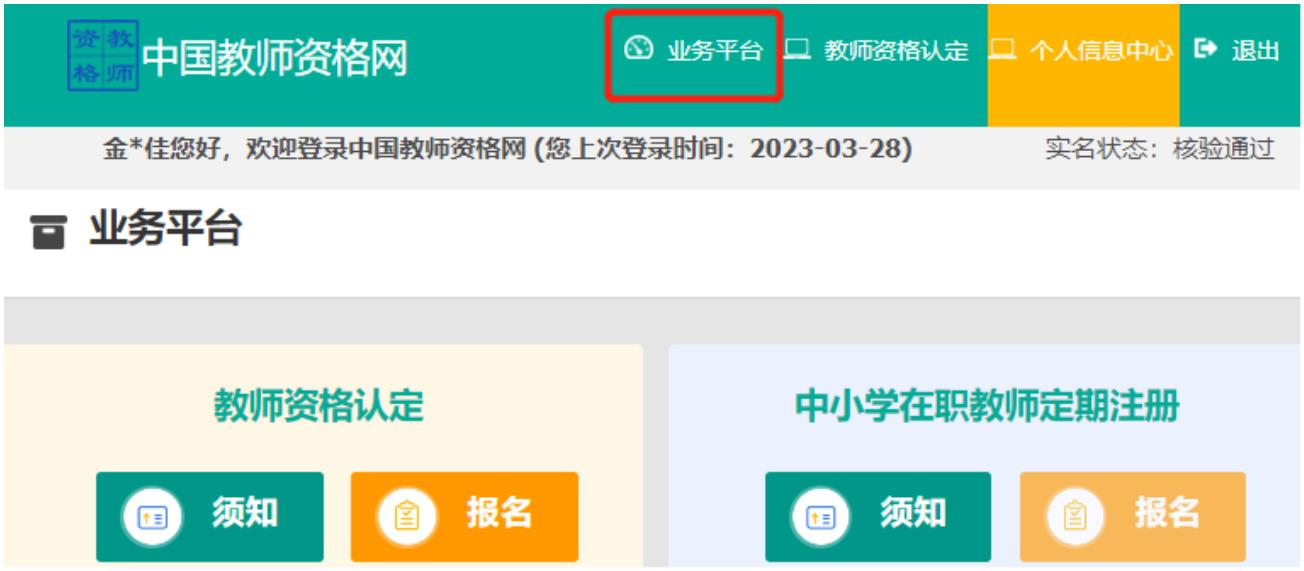 资教
格师
中国教师资格网
业务平台
教师资格认定
个人信息中心
退出
金*佳您好，欢迎登录中国教师资格网 (您上次登录时间：2023-03-28)
实名状态：核验通过
业务平台
教师资格认定
须知
报名
中小学在职教师定期注册
须知
报名